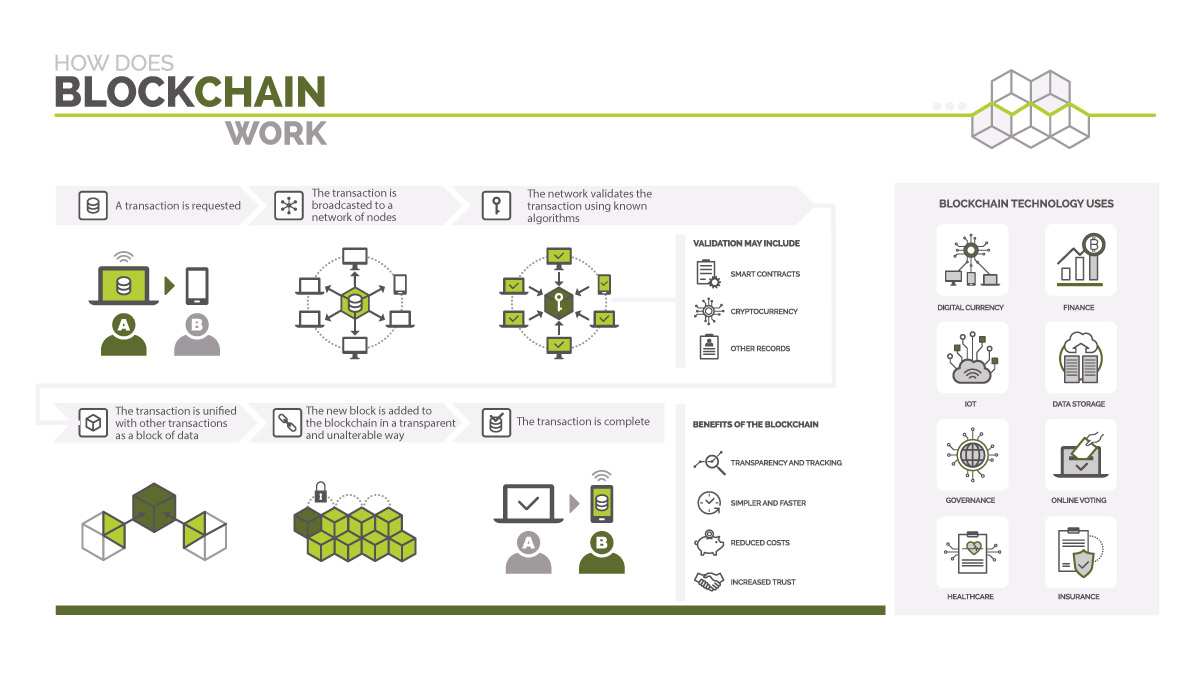 HOW DOES
BLOCKCHAIN
WORK
A transaction is requested
The transaction is
broadcasted to a
network of nodes
The network validates the
transaction using known
algorithms
A
B
VALIDATION MAY INCLUDE
SMART CONTRACTS
CRYPTOCURRENCY
OTHER RECORDS
The transaction is unified
with other transactions
as a block of data
The new block is added to
the blockchain in a transparent
and unalterable way
The transaction is complete
A
B
BENEFITS OF THE BLOCKCHAIN
TRANSPARENCY AND TRACKING
SIMPLER AND FASTER
REDUCED COSTS
INCREASED TRUST
BLOCKCHAIN TECHNOLOGY USES
B
DIGITAL CURRENCY
FINANCE
IOT
DATA STORAGE
GOVERNANCE
ONLINE VOTING
HEALTHCARE
INSURANCE